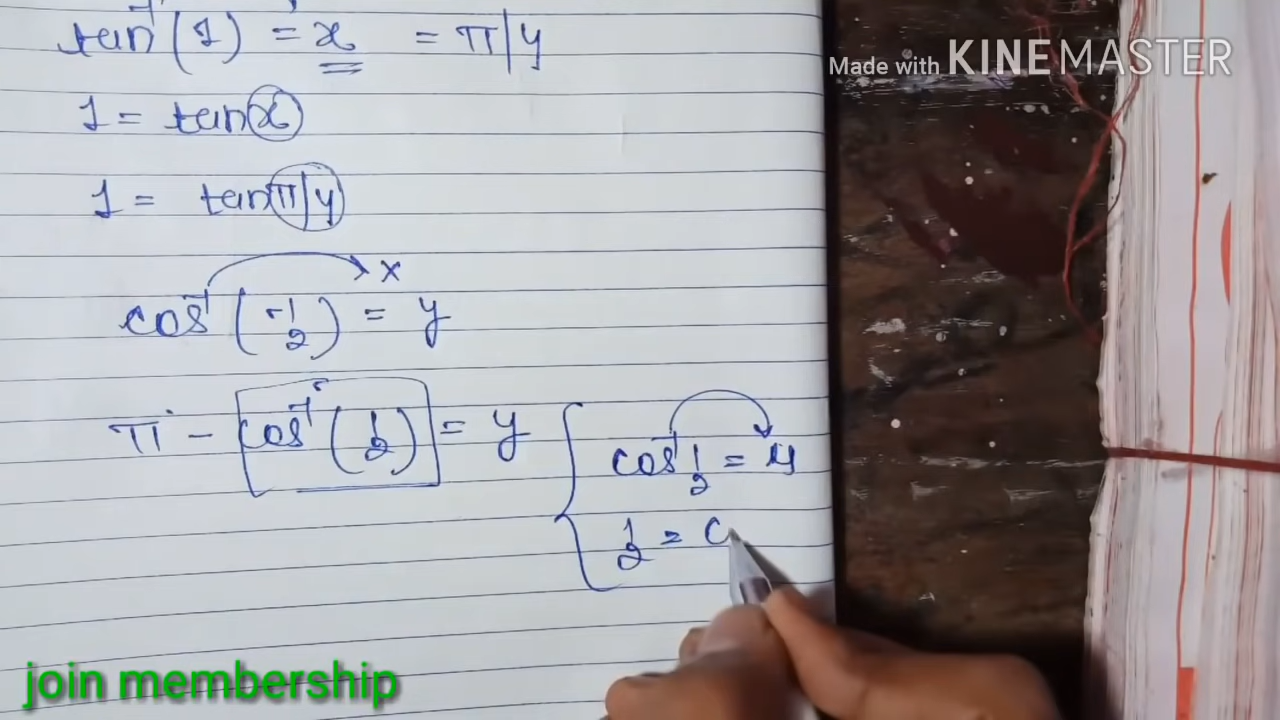 tan⁻¹(1) = x = π/4
Made with KINEMASTER
1 = tan x
1 = tan π/4
x
cos⁻¹(-1/2) = y
π - cos⁻¹(1/2) = y
cos⁻¹ 1/2 = y
1/2 = c
join membership